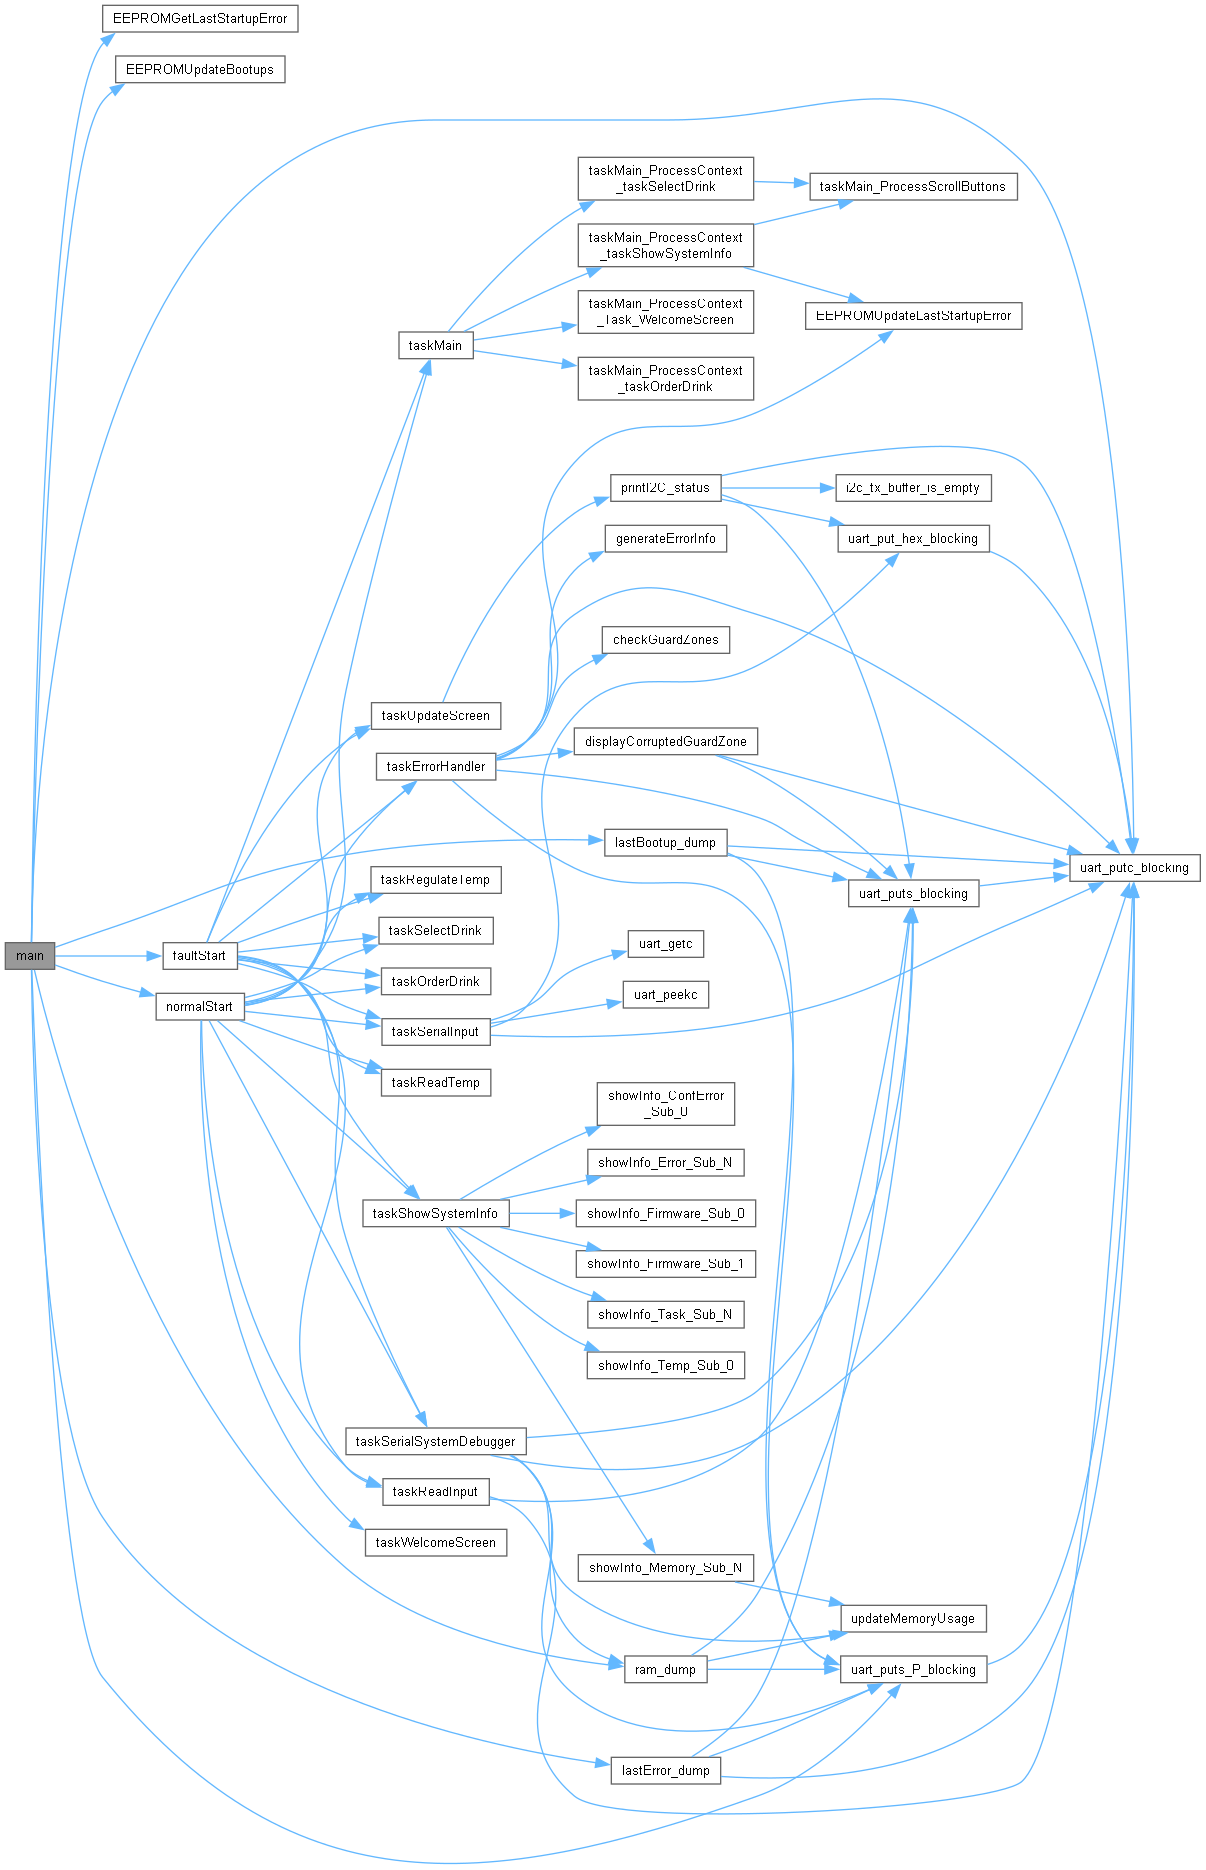 EEPROMGetLastStartupError
EEPROMUpdateBootups
taskMain_ProcessContext
_taskSelectDrink
taskMain_ProcessScrollButtons
taskMain_ProcessContext
_taskShowSystemInfo
taskMain_ProcessContext
_Task_WelcomeScreen
EEPROMUpdateLastStartupError
taskMain
taskMain_ProcessContext
_taskOrderDrink
printI2C_status
i2c_tx_buffer_is_empty
generateErrorInfo
uart_put_hex_blocking
checkGuardZones
taskUpdateScreen
displayCorruptedGuardZone
taskErrorHandler
lastBootup_dump
uart_putc_blocking
taskRegulateTemp
uart_puts_blocking
taskSelectDrink
uart_getc
main
faultStart
taskOrderDrink
uart_peekc
normalStart
taskSerialInput
taskReadTemp
showInfo_ConfError
_Sub_0
showInfo_Error_Sub_N
taskShowSystemInfo
showInfo_Firmware_Sub_0
showInfo_Firmware_Sub_1
showInfo_Task_Sub_N
showInfo_Temp_Sub_0
taskSerialSystemDebugger
taskReadInput
taskWelcomeScreen
showInfo_Memory_Sub_N
updateMemoryUsage
ram_dump
uart_puts_P_blocking
lastError_dump